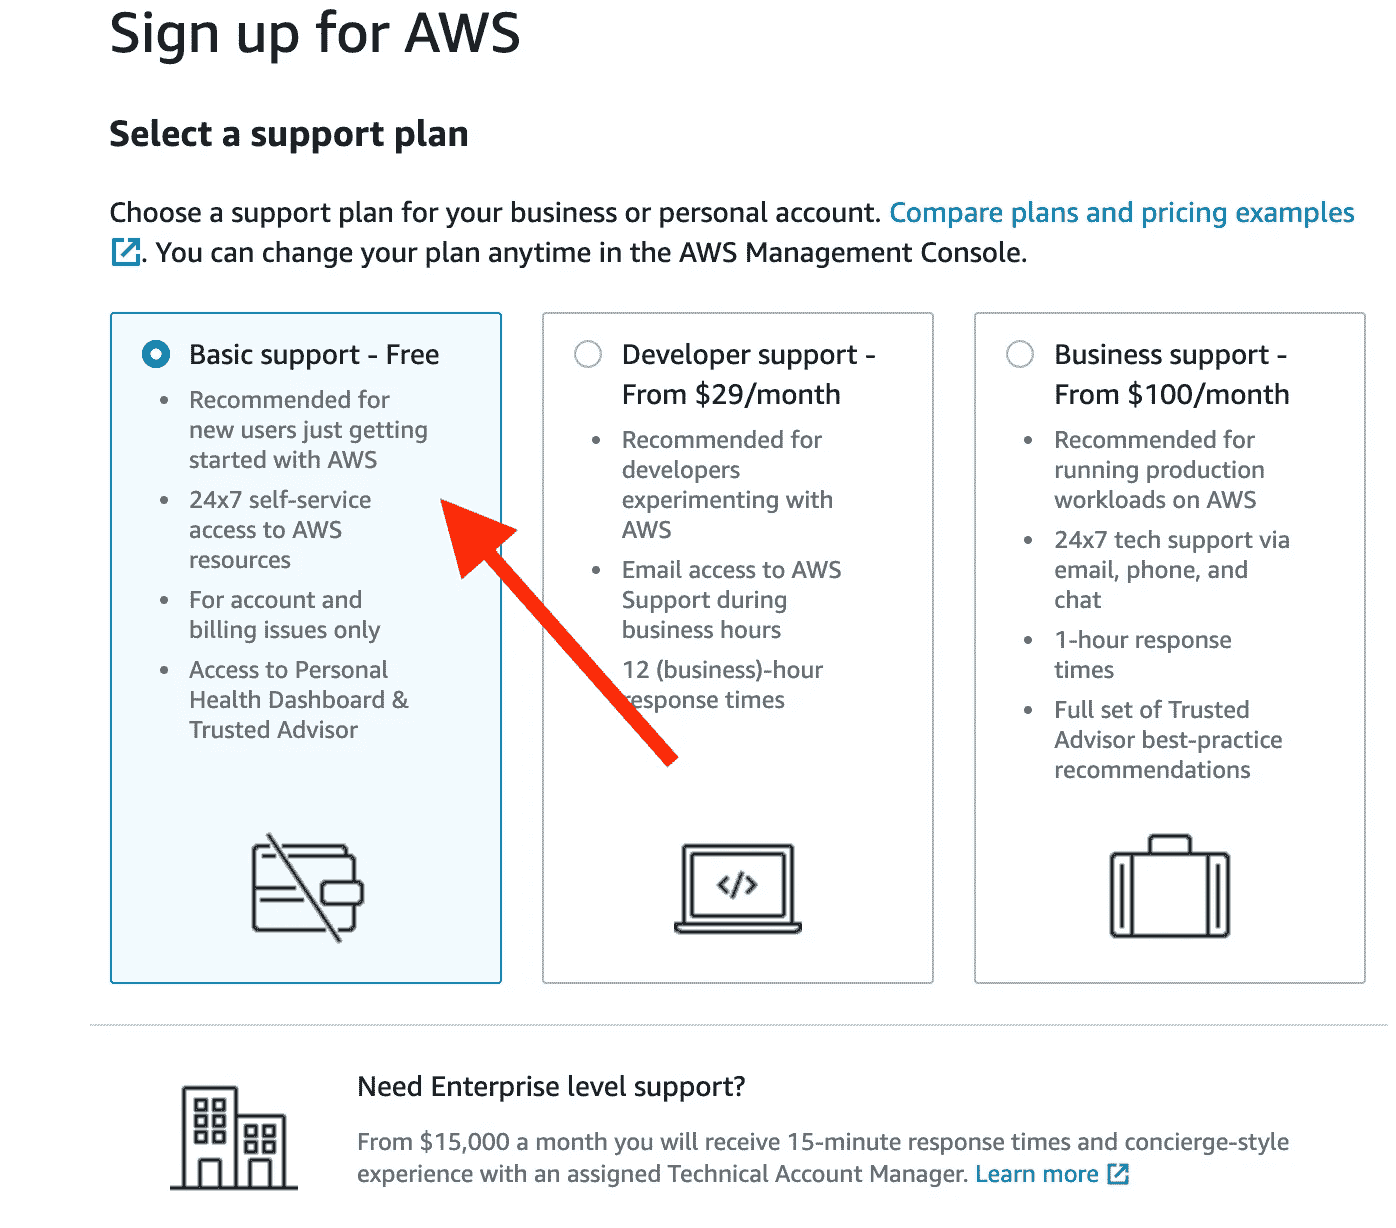 Sign up for AWS
Select a support plan
Choose a support plan for your business or personal account. Compare plans and pricing examples
. You can change your plan anytime in the AWS Management Console.
Basic support - Free
Recommended for
new users just getting
started with AWS
24x7 self-service
access to AWS
resources
For account and
billing issues only
Access to Personal
Health Dashboard &
Trusted Advisor
Developer support -
From $29/month
Recommended for
developers
experimenting with
AWS
Email access to AWS
Support during
business hours
12 (business)-hour
response times
</>
Business support -
From $100/month
Recommended for
running production
workloads on AWS
24x7 tech support via
email, phone, and
chat
1-hour response
times
Full set of Trusted
Advisor best-practice
recommendations
Need Enterprise level support?
From $15,000 a month you will receive 15-minute response times and concierge-style
experience with an assigned Technical Account Manager. Learn more